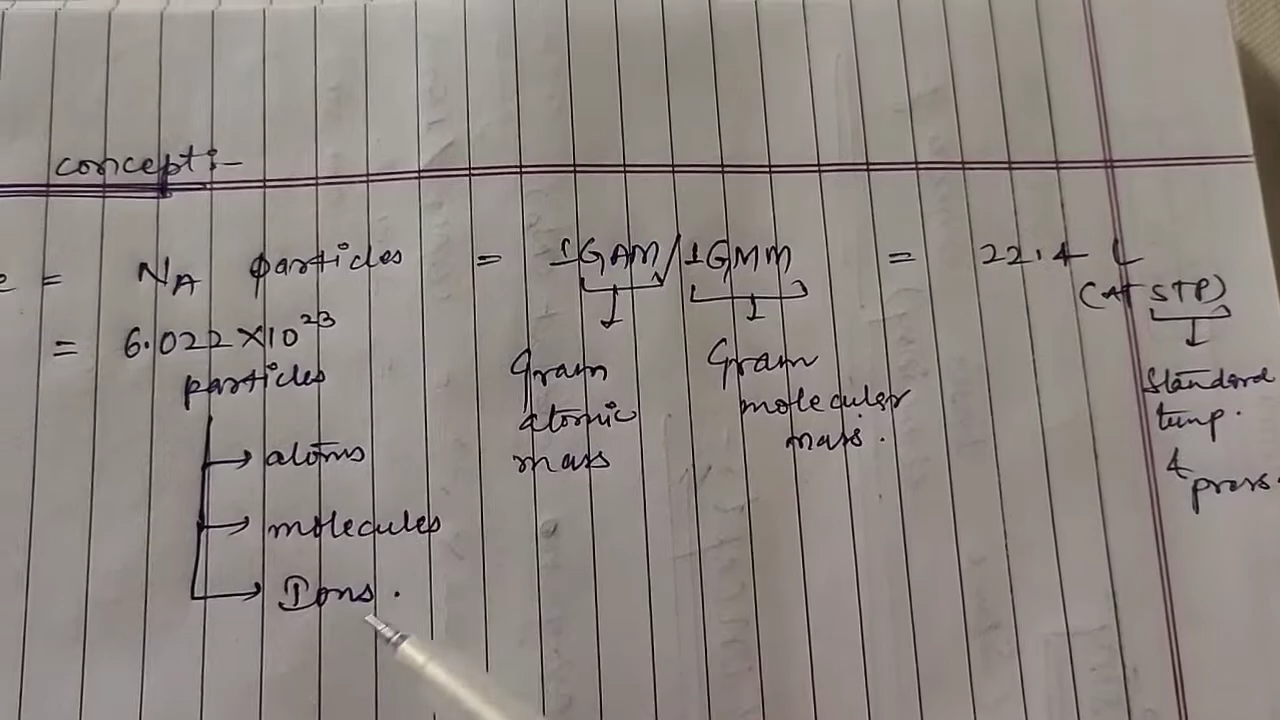 concept :-
e = NA particles = 1GAM/1GMM = 22.4 L
(AT STP)
= 6.022 × 10²³
particles
Gram
atomic
mass
Gram
molecular
mass.
Standard
temp.
& press.
→ atoms
→ molecules
→ Ions.